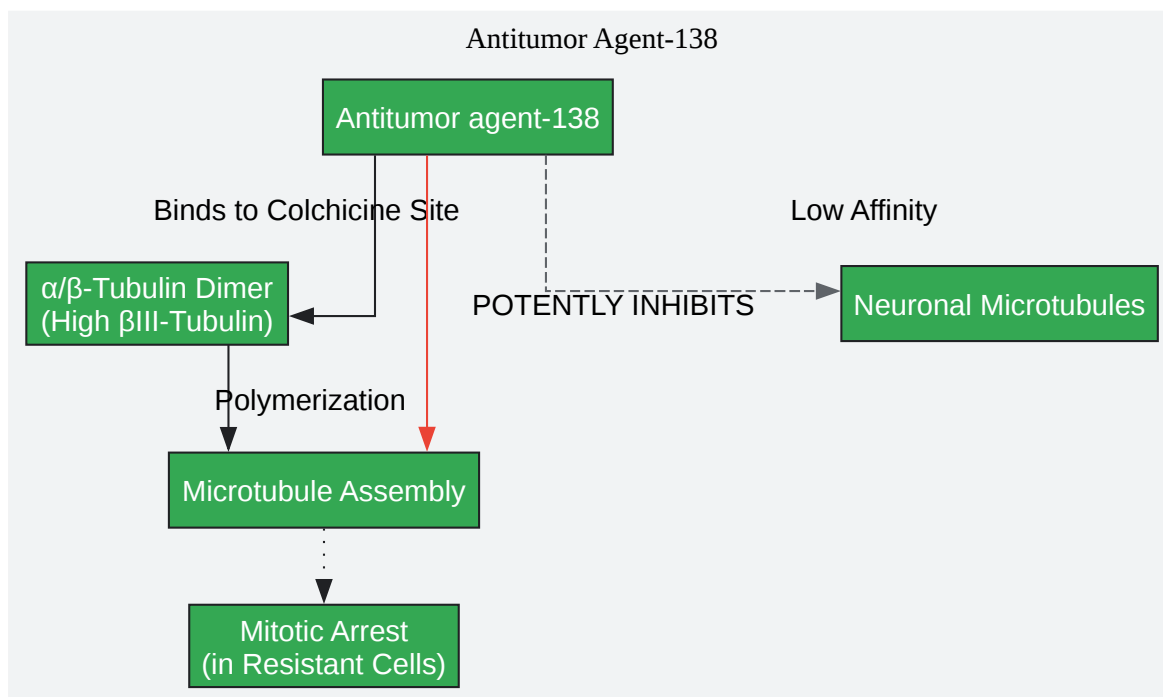 Antitumor Agent-138
Antitumor agent-138
Binds to Colchicine Site
Low Affinity
α/β-Tubulin Dimer
(High βIII-Tubulin)
POTENTLY INHIBITS
Neuronal Microtubules
Polymerization
Microtubule Assembly
Mitotic Arrest
(in Resistant Cells)